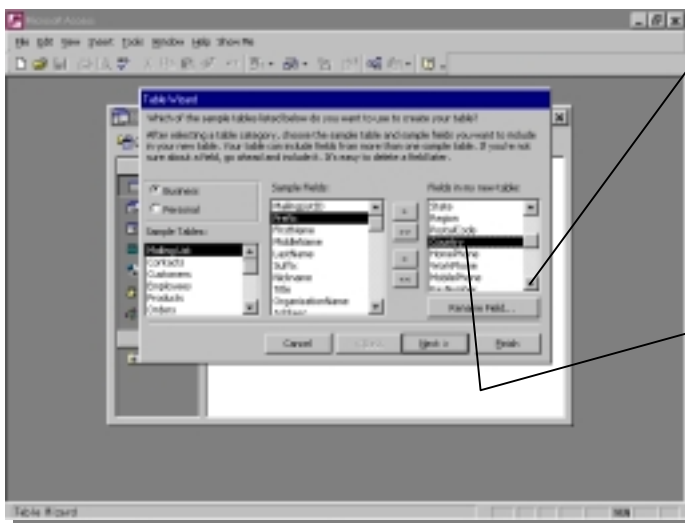 Microsoft Access
File Edit View Insert Tools Window Help Show Me
Table Wizard
Which of the sample tables listed below do you want to use to create your table?
After selecting a table category, choose the sample table and sample fields you want to include
in your new table. Your table can include fields from more than one sample table. If you're not
sure about a field, go ahead and include it. It's easy to delete a field later.
Business
Personal
Sample Tables:
Mailing List
Contacts
Customers
Employees
Products
Orders
Sample Fields:
MailingListID
Prefix
FirstName
MiddleName
LastName
Suffix
Nickname
Title
OrganizationName
Address
>
>>
<
<<
Fields in my new table:
State
Region
PostalCode
Country
HomePhone
WorkPhone
MobilePhone
FaxNumber
Rename Field...
Cancel
< Back
Next >
Finish
Table Wizard
NUM